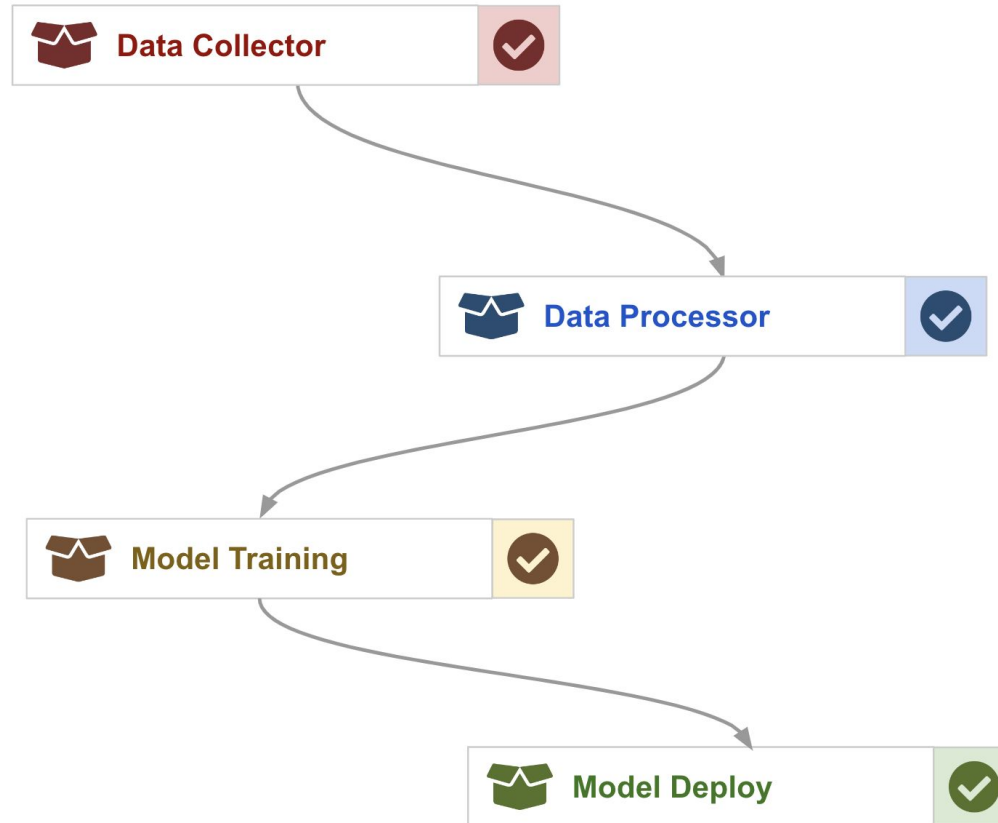 Data Collector
Data Processor
Model Training
Model Deploy